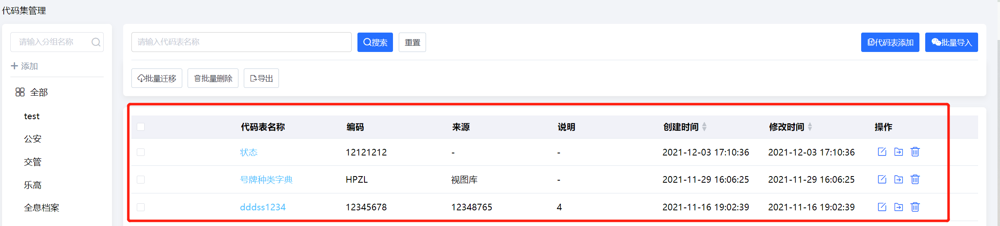 代码集管理
请输入分组名称
添加
全部
test
公安
交管
乐高
全息档案
请输入代码表名称 搜索 重置 代码表添加 批量导入
批量迁移 批量删除 导出
代码表名称 编码 来源 说明 创建时间 修改时间 操作
状态 12121212 - - 2021-12-03 17:10:36 2021-12-03 17:10:36
号牌种类字典 HPZL 视图库 - 2021-11-29 16:06:25 2021-11-29 16:06:25
dddss1234 12345678 12348765 4 2021-11-16 19:02:39 2021-11-16 19:02:39